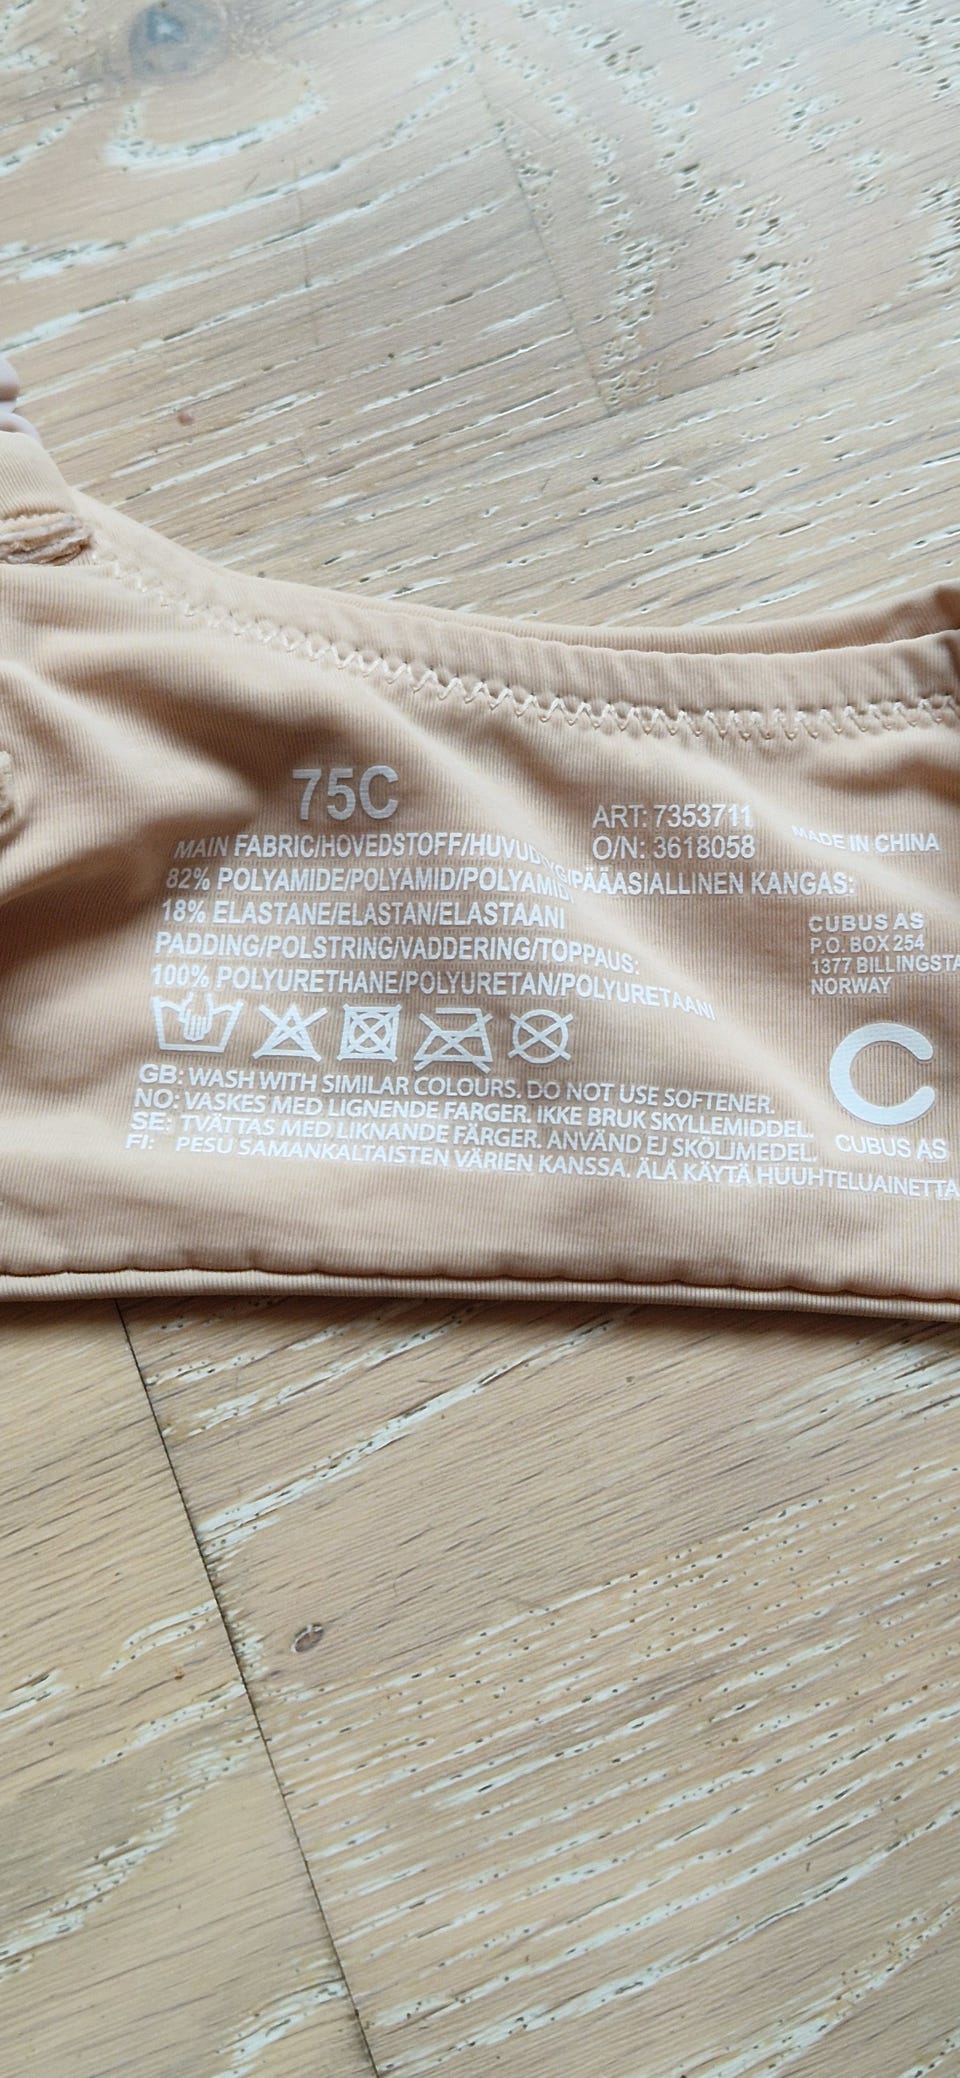 75C
ART: 7353711
O/N: 3618058
MADE IN CHINA
MAIN FABRIC/HOVEDSTOFF/HUVUDTYG/PÄÄASIALLINEN KANGAS:
82% POLYAMIDE/POLYAMID/POLYAMIDI
18% ELASTANE/ELASTAN/ELASTAANI
PADDING/POLSTRING/VADDERING/TOPPAUS:
100% POLYURETHANE/POLYURETAN/POLYURETAANI
CUBUS AS
P.O. BOX 254
1377 BILLINGSTA
NORWAY
GB: WASH WITH SIMILAR COLOURS. DO NOT USE SOFTENER.
NO: VASKES MED LIGNENDE FARGER. IKKE BRUK SKYLLEMIDDEL.
SE: TVÄTTAS MED LIKNANDE FÄRGER. ANVÄND EJ SKÖLJMEDEL.
FI: PESU SAMANKALTAISTEN VÄRIEN KANSSA. ÄLÄ KÄYTÄ HUUHTELUAINETTA
CUBUS AS